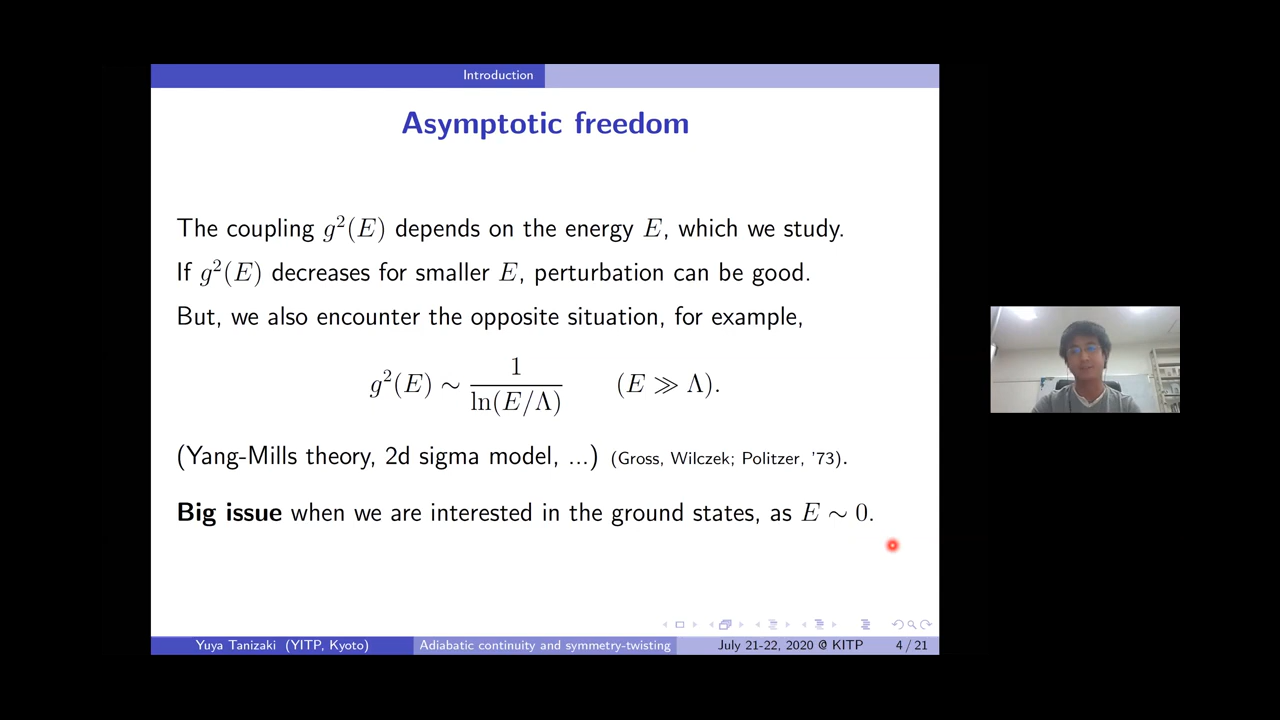 Introduction
Asymptotic freedom
The coupling g²(E) depends on the energy E, which we study.
If g²(E) decreases for smaller E, perturbation can be good.
But, we also encounter the opposite situation, for example,
g²(E) ∼ 1/ln(E/Λ) (E ≫ Λ).
(Yang-Mills theory, 2d sigma model, ...) (Gross, Wilczek; Politzer, '73).
Big issue when we are interested in the ground states, as E ∼ 0.
Yuya Tanizaki (YITP, Kyoto) Adiabatic continuity and symmetry-twisting July 21-22, 2020 @ KITP 4 / 21